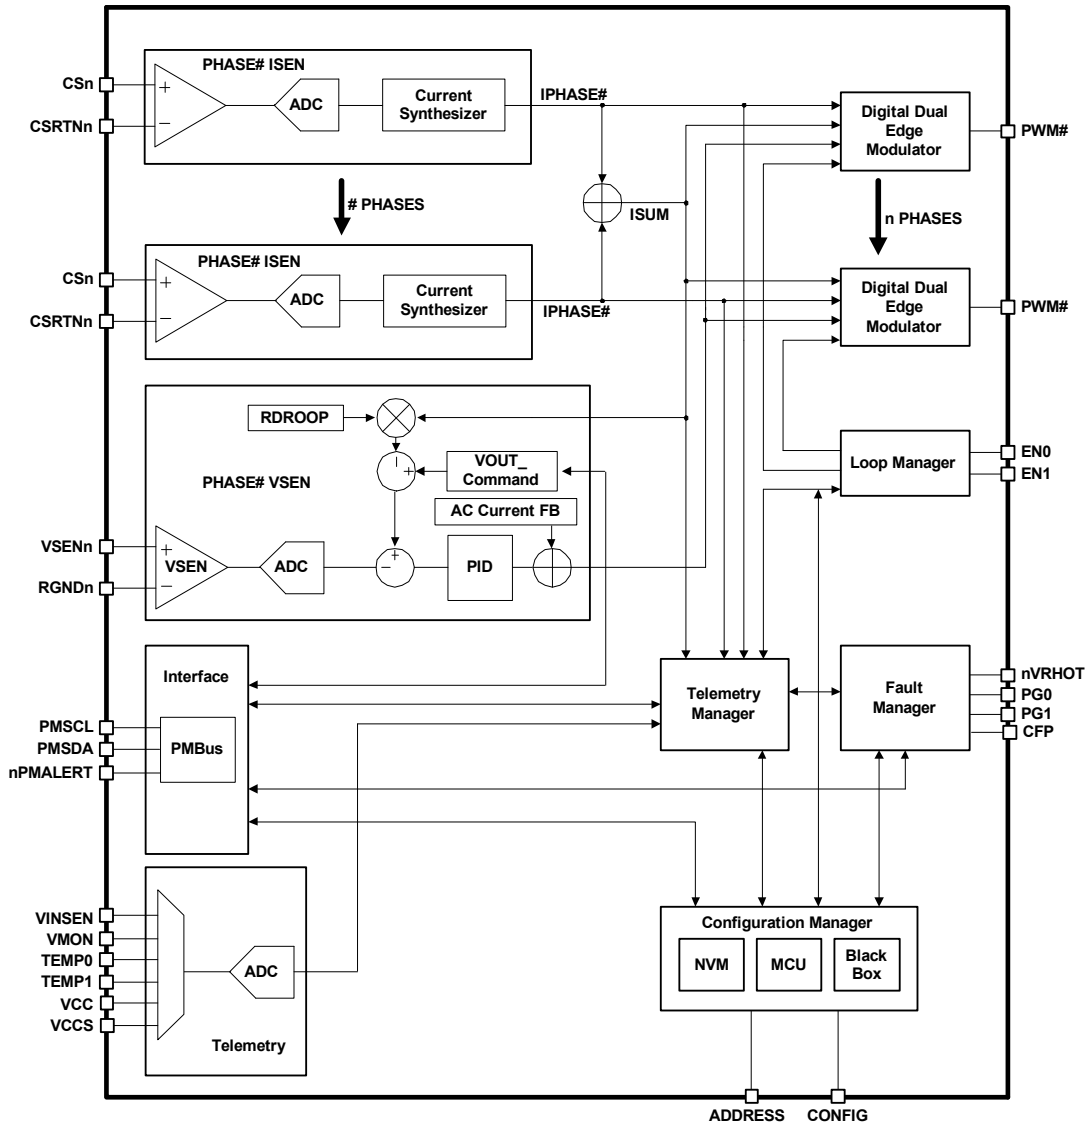 PHASE# ISEN
CSn
+
ADC
Current
Synthesizer
IPHASE#
Digital Dual
Edge
Modulator
PWM#
CSRTNn
−
# PHASES
ISUM
n PHASES
PHASE# ISEN
CSn
+
ADC
Current
Synthesizer
IPHASE#
Digital Dual
Edge
Modulator
PWM#
CSRTNn
−
RDROOP
−
+
VOUT_
Command
PHASE# VSEN
AC Current FB
Loop Manager
EN0
EN1
VSENn
+
VSEN
−
ADC
−
+
PID
RGNDn
Interface
PMSCL
PMSDA
nPMALERT
PMBus
Telemetry
Manager
Fault
Manager
nVRHOT
PG0
PG1
CFP
VINSEN
VMON
TEMP0
TEMP1
VCC
VCCS
ADC
Telemetry
Configuration Manager
NVM
MCU
Black
Box
ADDRESS
CONFIG